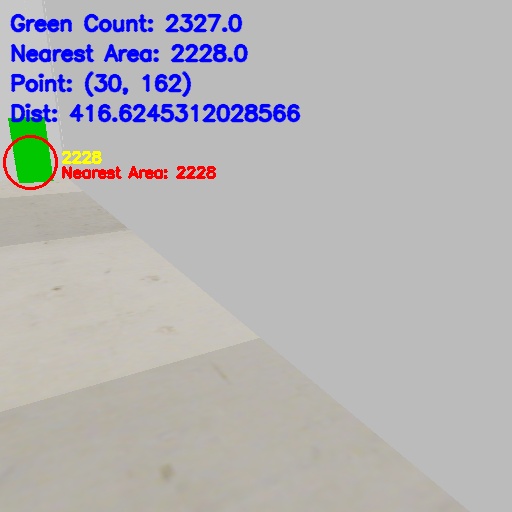 Green Count: 2327.0
Nearest Area: 2228.0
Point: (30, 162)
Dist: 416.6245312028566
2228
Nearest Area: 2228